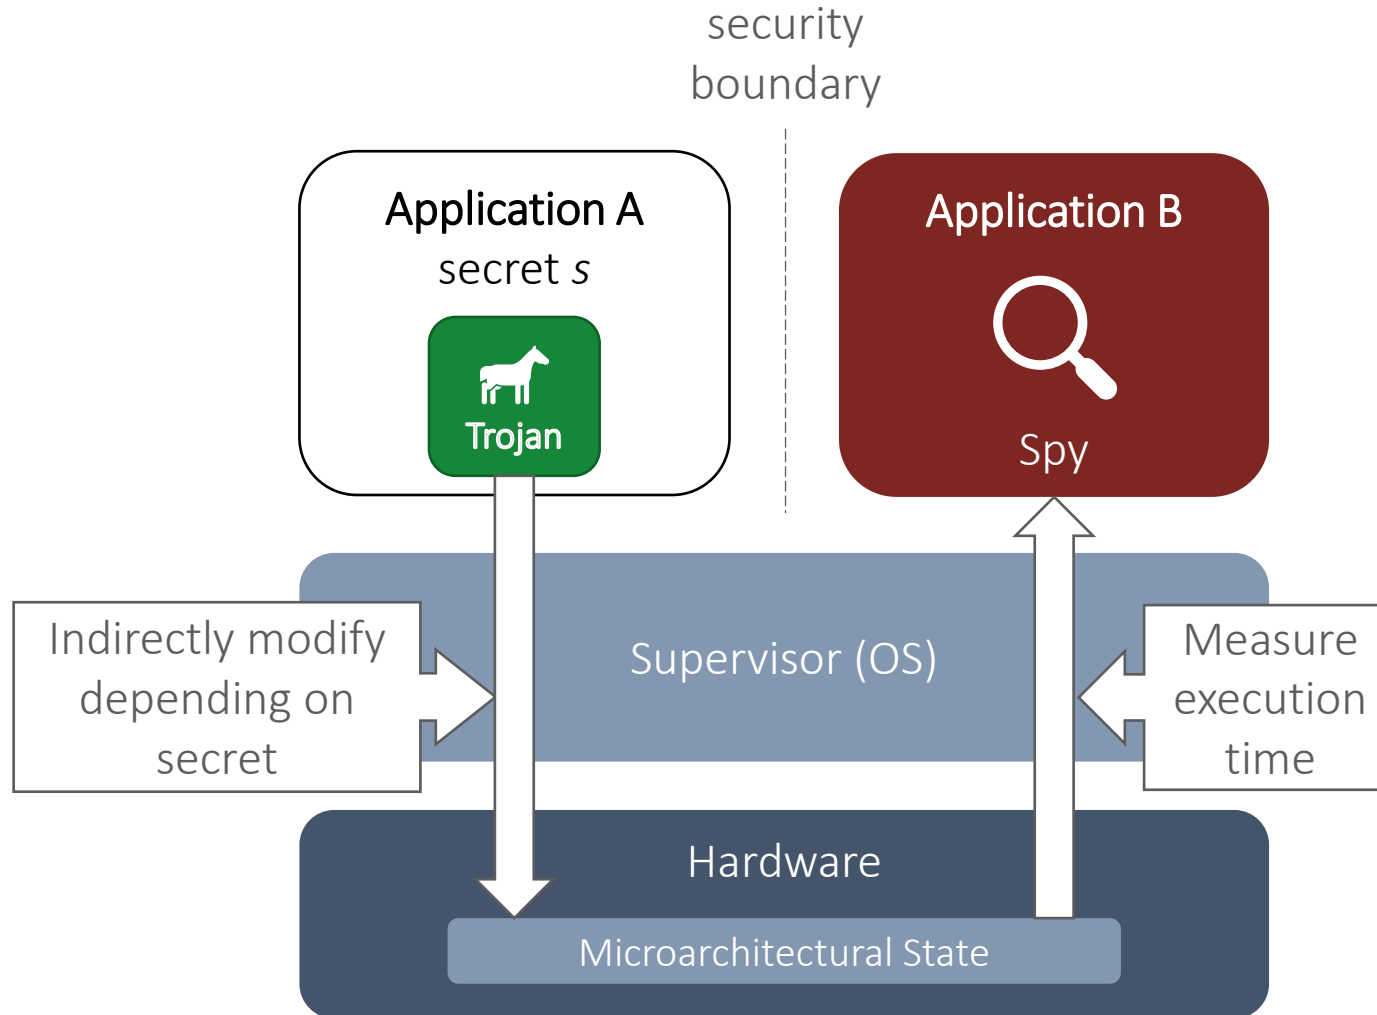 security
boundary
Application A
secret s
Trojan
Application B
Spy
Indirectly modify
depending on
secret
Supervisor (OS)
Measure
execution
time
Hardware
Microarchitectural State